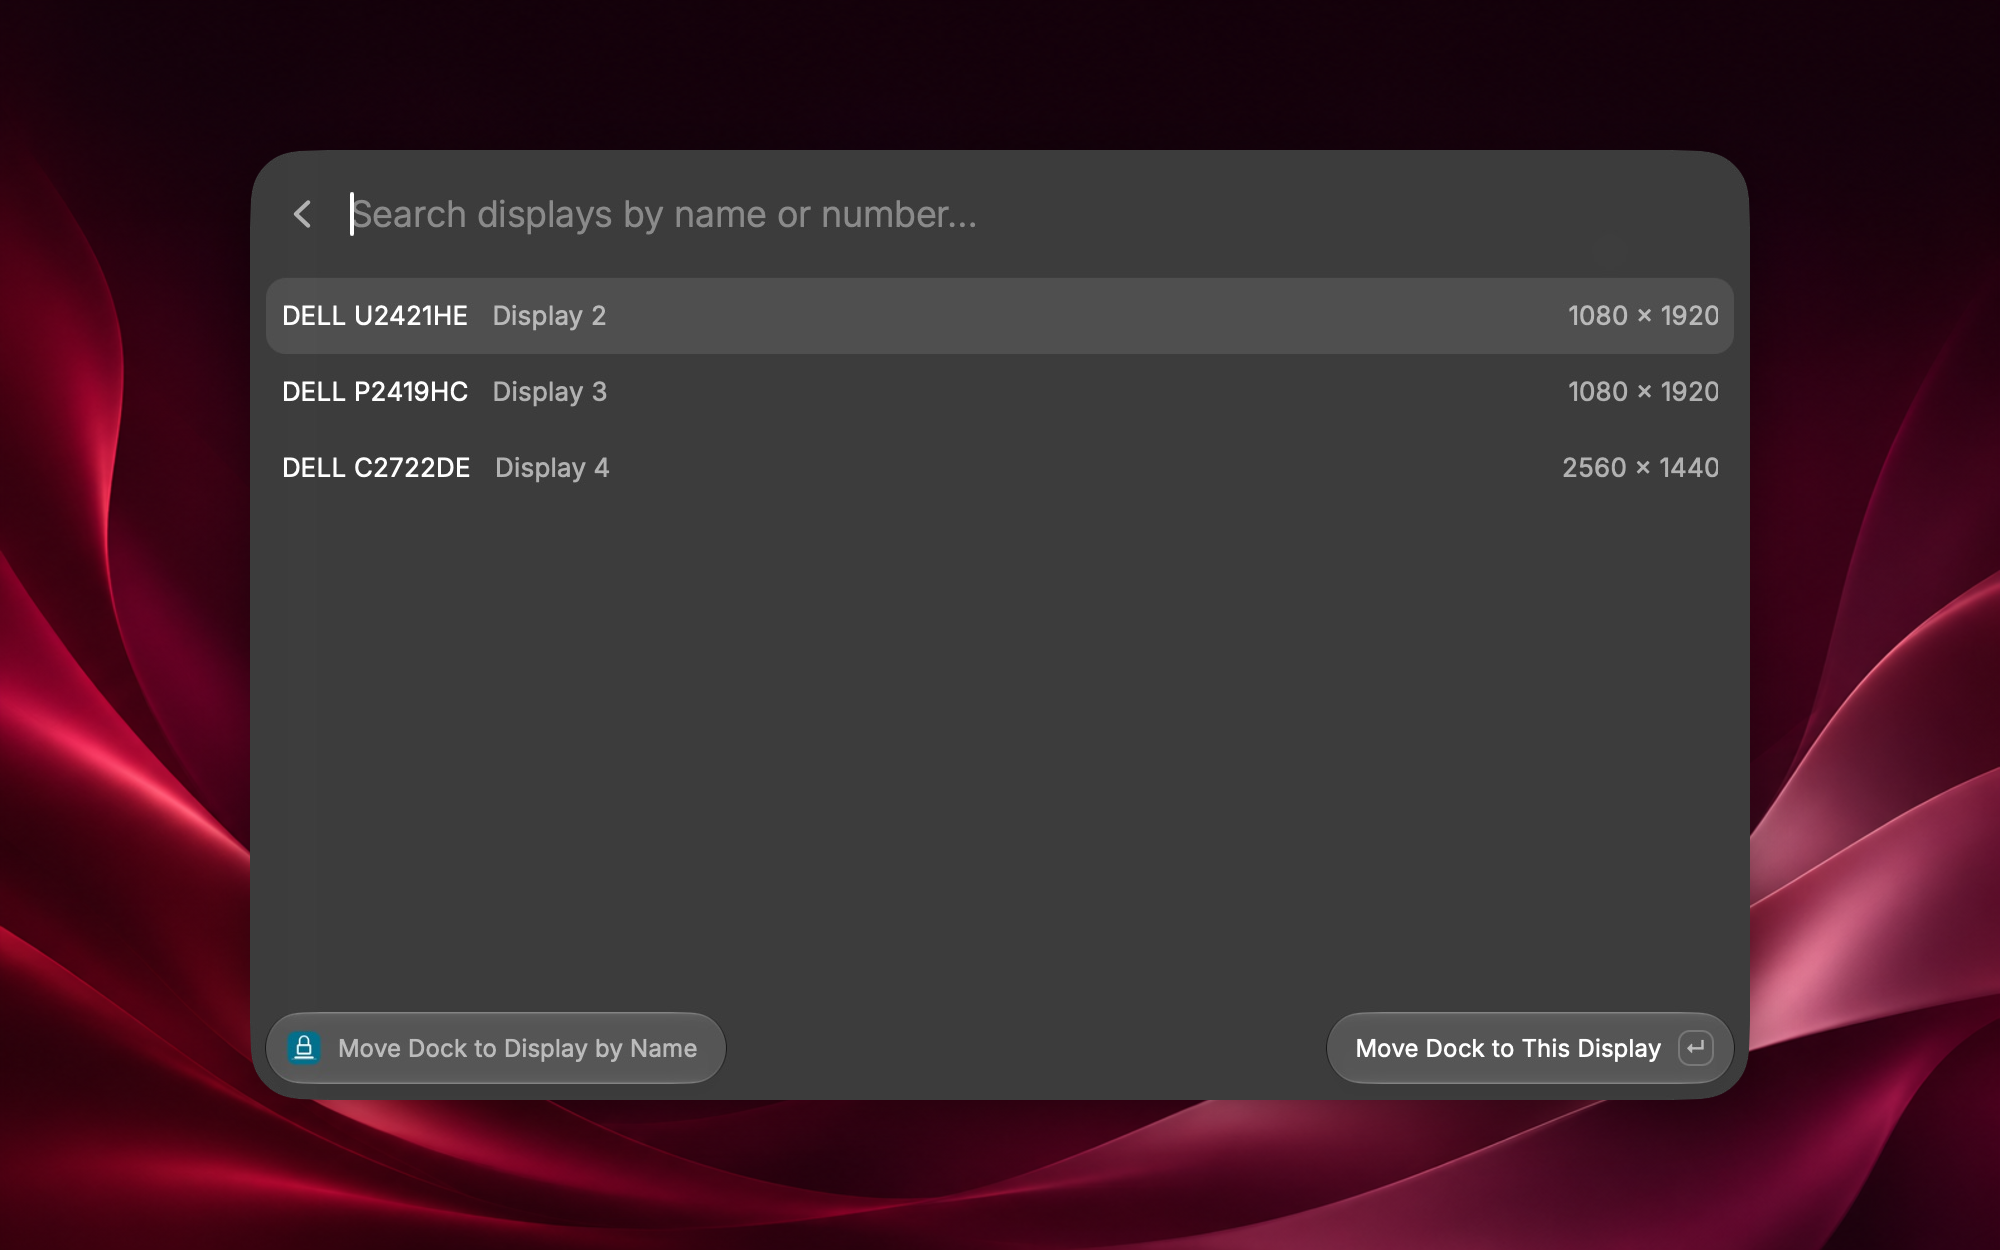 Search displays by name or number...
DELL U2421HE Display 2 1080 × 1920
DELL P2419HC Display 3 1080 × 1920
DELL C2722DE Display 4 2560 × 1440
Move Dock to Display by Name Move Dock to This Display